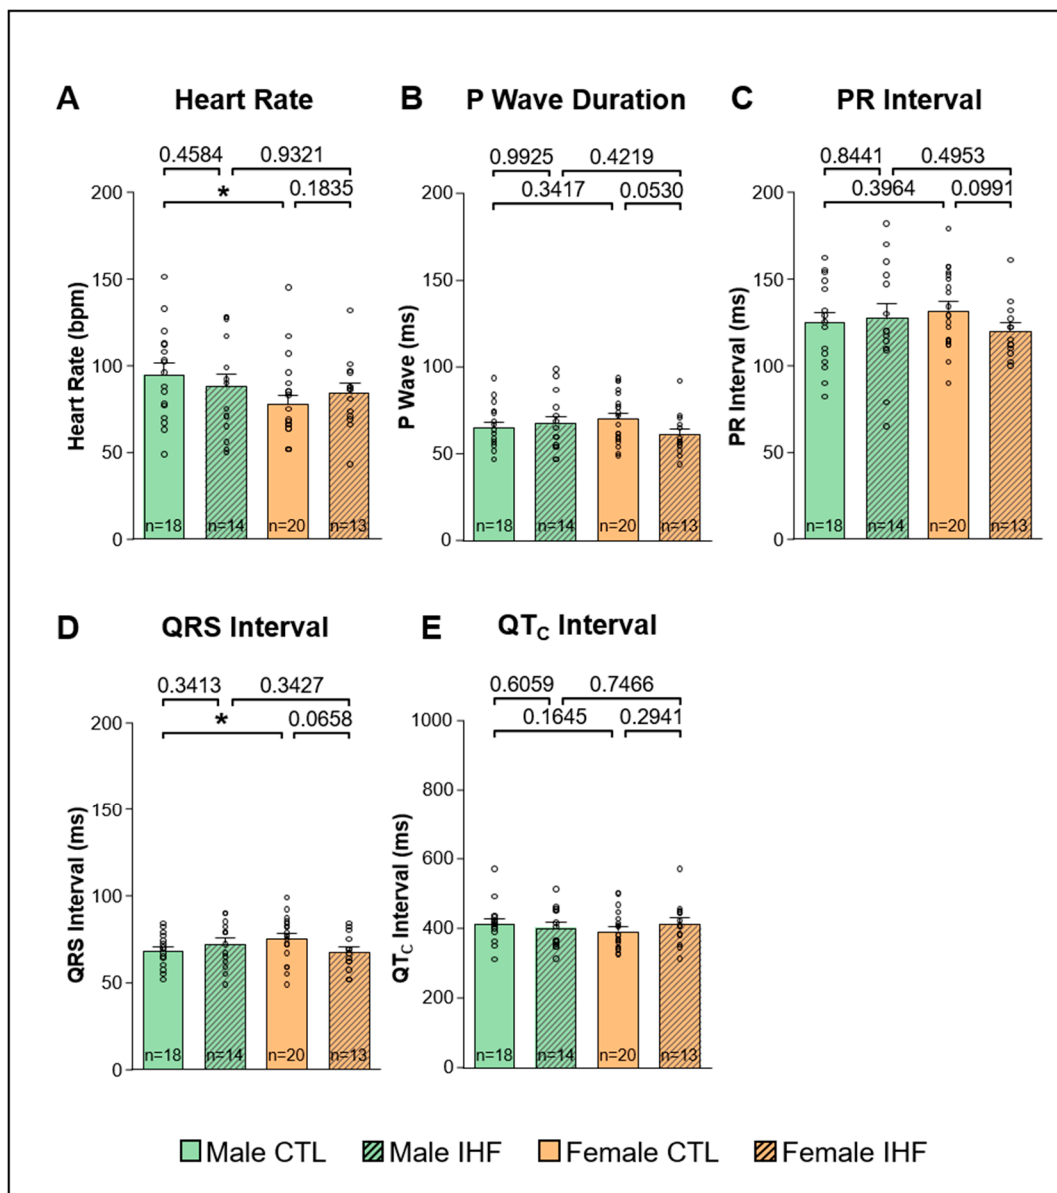 A Heart Rate
0.4584 0.9321
* 0.1835
200
150
100
50
0
Heart Rate (bpm)
n=18 n=14 n=20 n=13
B P Wave Duration
0.9925 0.4219
0.3417 0.0530
200
150
100
50
0
P Wave
(ms)
n=18 n=14 n=20 n=13
C PR Interval
0.8441 0.4953
0.3964 0.0991
200
150
100
50
0
PR Interval (ms)
n=18 n=14 n=20 n=13
D QRS Interval
0.3413 0.3427
* 0.0658
200
150
100
50
0
QRS Interval (ms)
n=18 n=14 n=20 n=13
E QTC Interval
0.6059 0.7466
0.1645 0.2941
1000
800
600
400
200
0
QTC Interval (ms)
n=18 n=14 n=20 n=13
Male CTL Male IHF Female CTL Female IHF